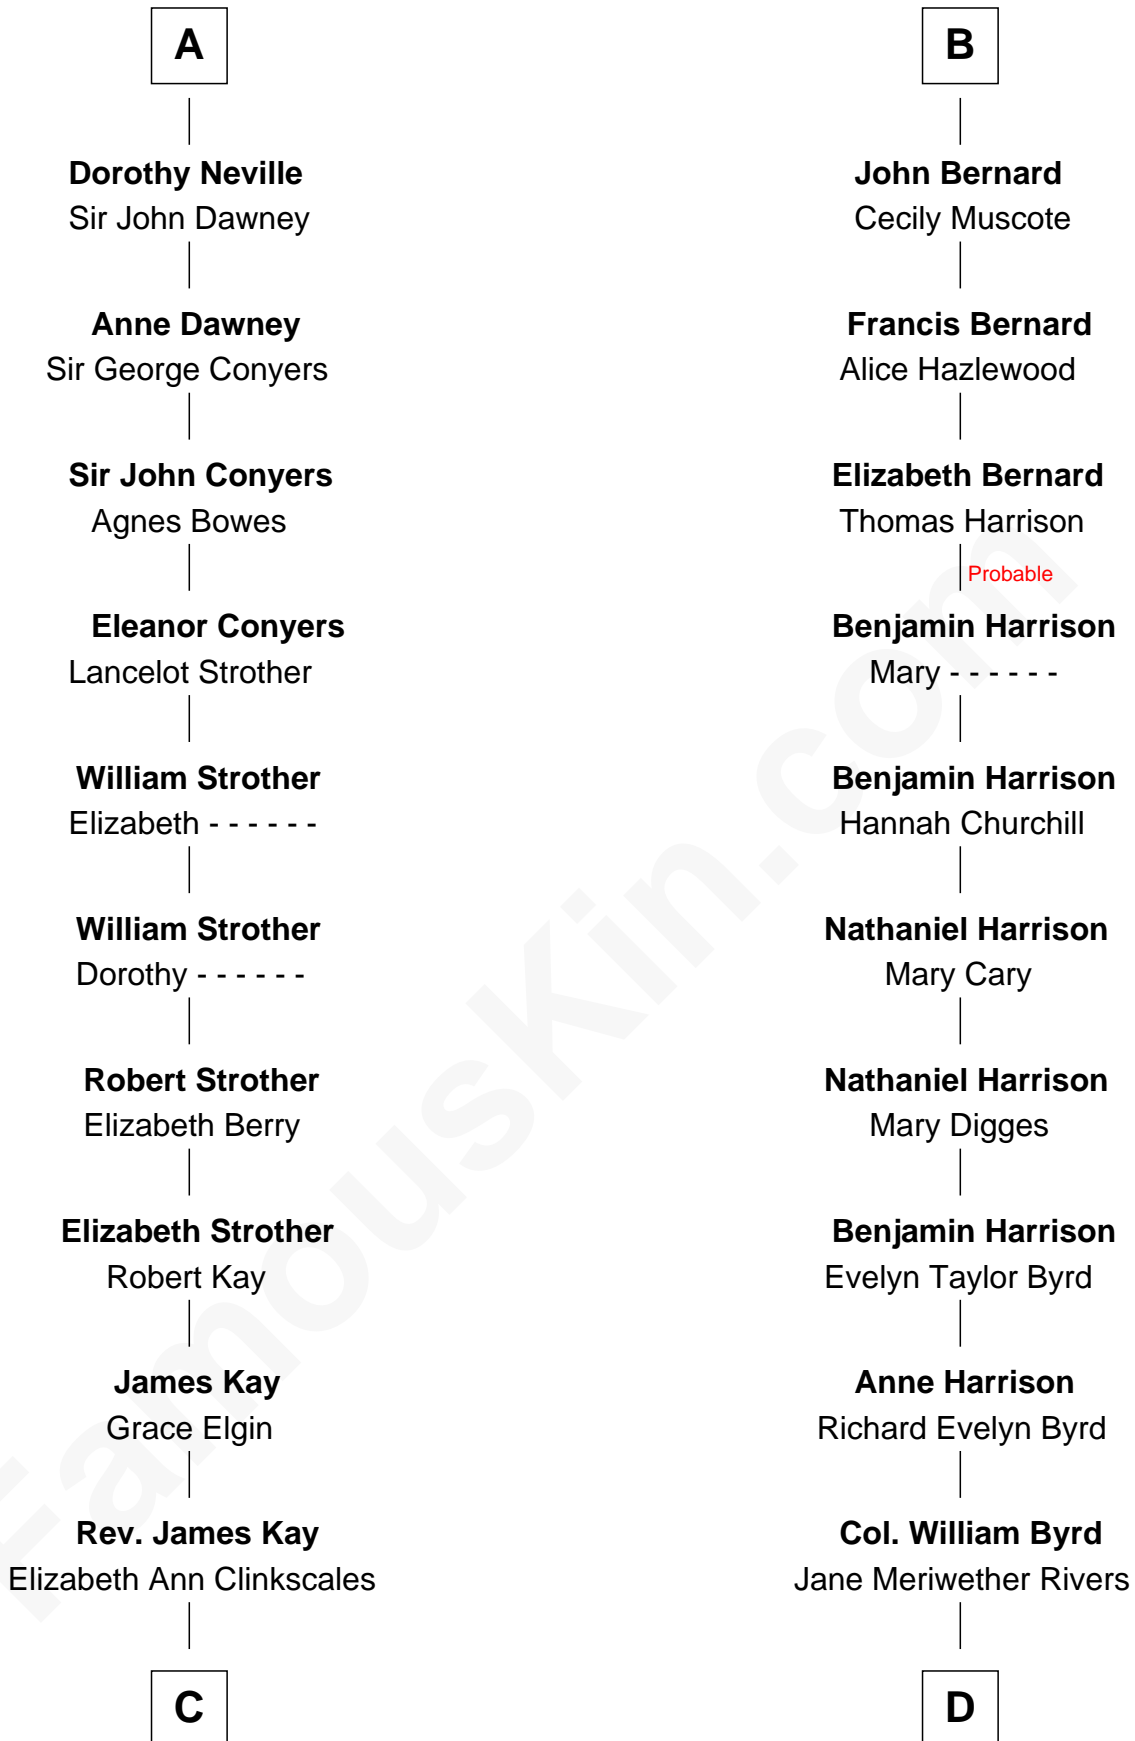 A
Dorothy Neville
Sir John Dawney
Anne Dawney
Sir George Conyers
Sir John Conyers
Agnes Bowes
Eleanor Conyers
Lancelot Strother
William Strother
Elizabeth - - - - - -
William Strother
Dorothy - - - - - -
Robert Strother
Elizabeth Berry
Elizabeth Strother
Robert Kay
James Kay
Grace Elgin
Rev. James Kay
Elizabeth Ann Clinkscales
C
B
John Bernard
Cecily Muscote
Francis Bernard
Alice Hazlewood
Elizabeth Bernard
Thomas Harrison
Probable
Benjamin Harrison
Mary - - - - - -
Benjamin Harrison
Hannah Churchill
Nathaniel Harrison
Mary Cary
Nathaniel Harrison
Mary Digges
Benjamin Harrison
Evelyn Taylor Byrd
Anne Harrison
Richard Evelyn Byrd
Col. William Byrd
Jane Meriwether Rivers
D
FamousKin.com